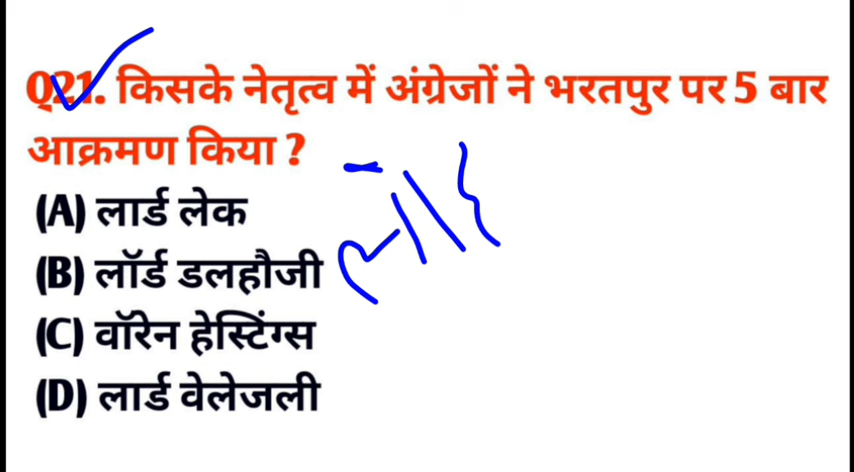 Q21. किसके नेतृत्व में अंग्रेजों ने भरतपुर पर 5 बार
आक्रमण किया ?
(A) लार्ड लेक
(B) लॉर्ड डलहौजी
(C) वॉरेन हेस्टिंग्स
(D) लार्ड वेलेजली